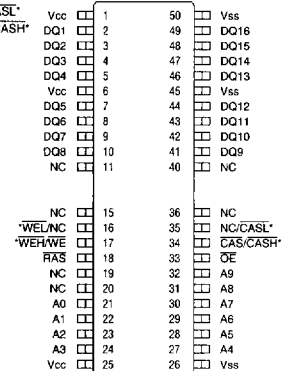 ASL*
CASH*
Vcc 1 50 Vss
DQ1 2 49 DQ16
DQ2 3 48 DQ15
DQ3 4 47 DQ14
DQ4 5 46 DQ13
Vcc 6 45 Vss
DQ5 7 44 DQ12
DQ6 8 43 DQ11
DQ7 9 42 DQ10
DQ8 10 41 DQ9
NC 11 40 NC
NC 15 36 NC
*WEL/NC 16 35 NC/CASL*
*WEH/WE 17 34 CAS/CASH*
RAS 18 33 OE
NC 19 32 A9
NC 20 31 A8
A0 21 30 A7
A1 22 29 A6
A2 23 28 A5
A3 24 27 A4
Vcc 25 26 Vss